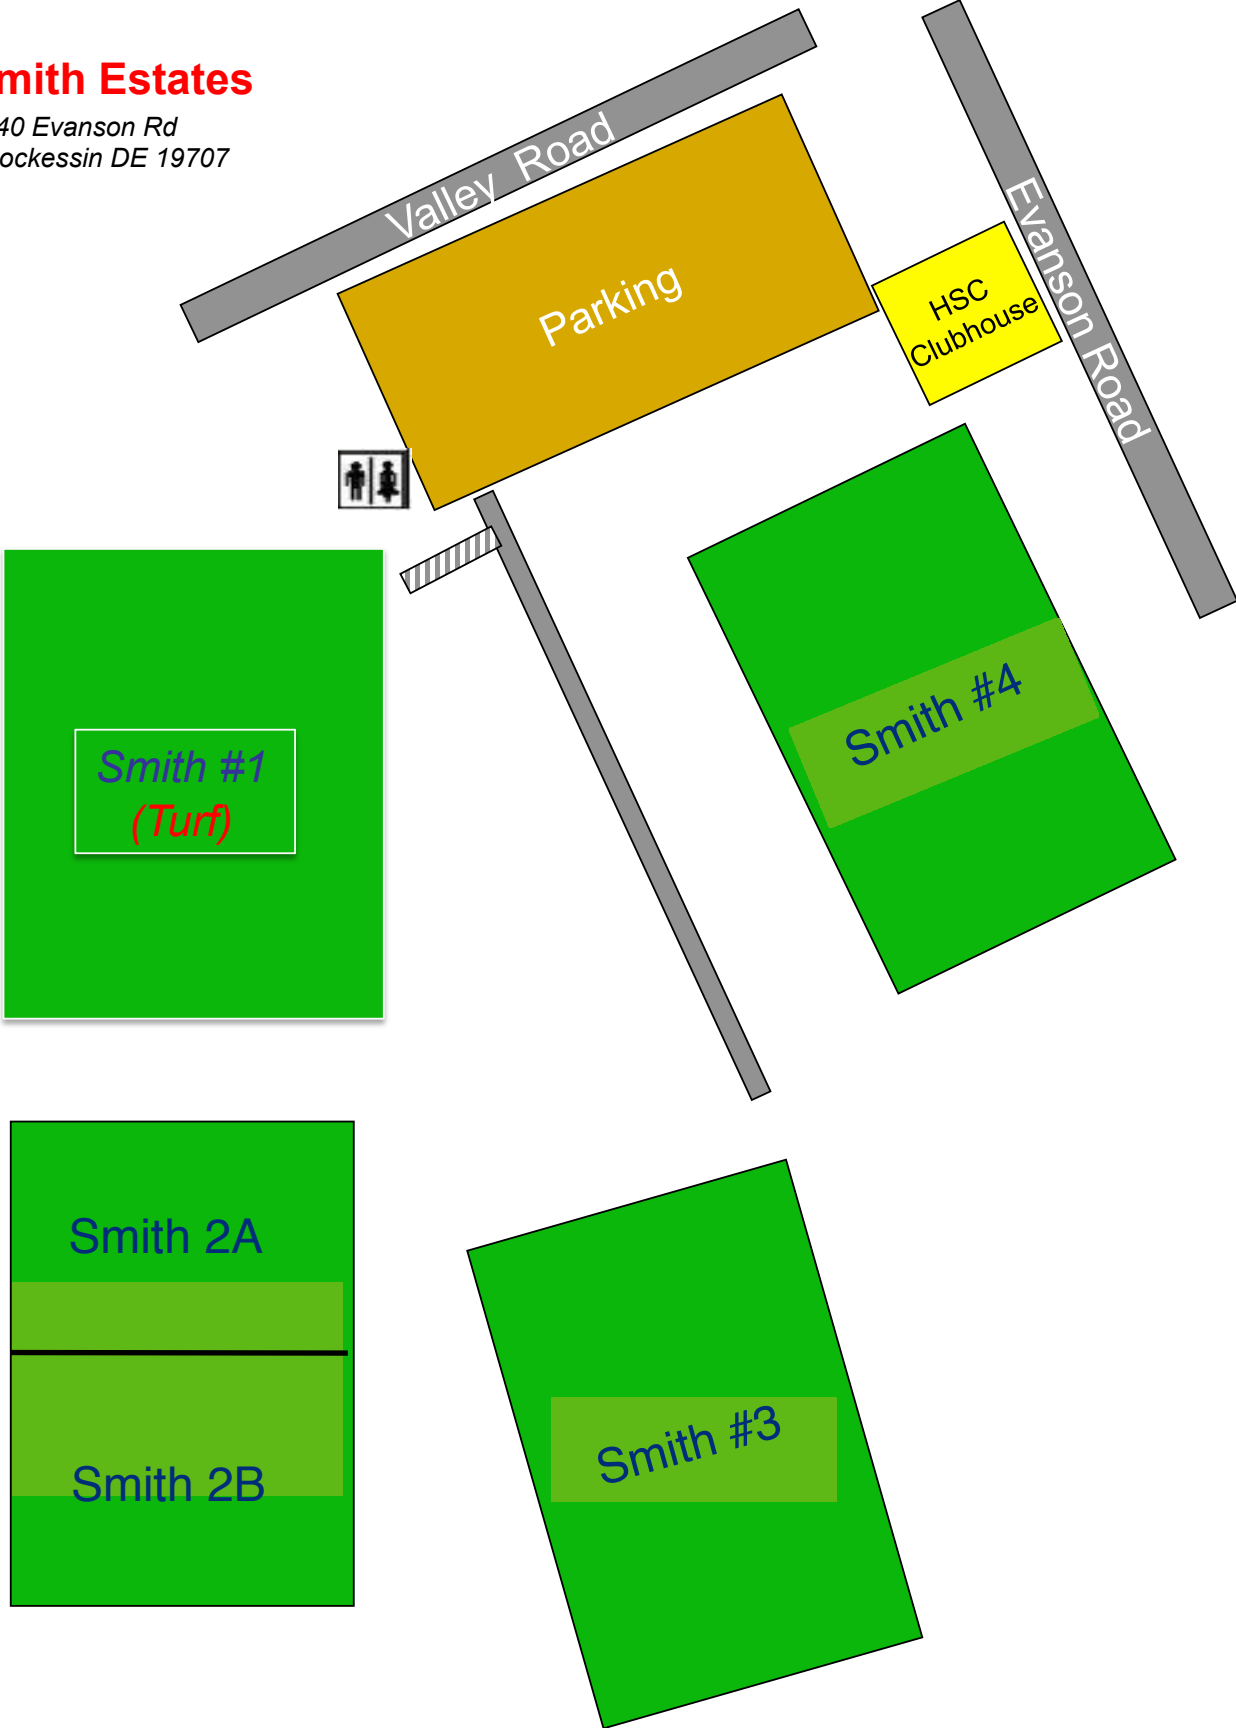 mith Estates
40 Evanson Rd
ockessin DE 19707
Valley Road
Evanson Road
Parking
HSC
Clubhouse
Smith #4
Smith #1
(Turf)
Smith 2A
Smith #3
Smith 2B